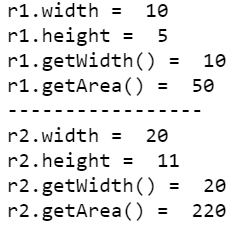 r1.width =  10
r1.height =  5
r1.getWidth() =  10
r1.getArea() =  50
-----------------
r2.width =  20
r2.height =  11
r2.getWidth() =  20
r2.getArea() =  220